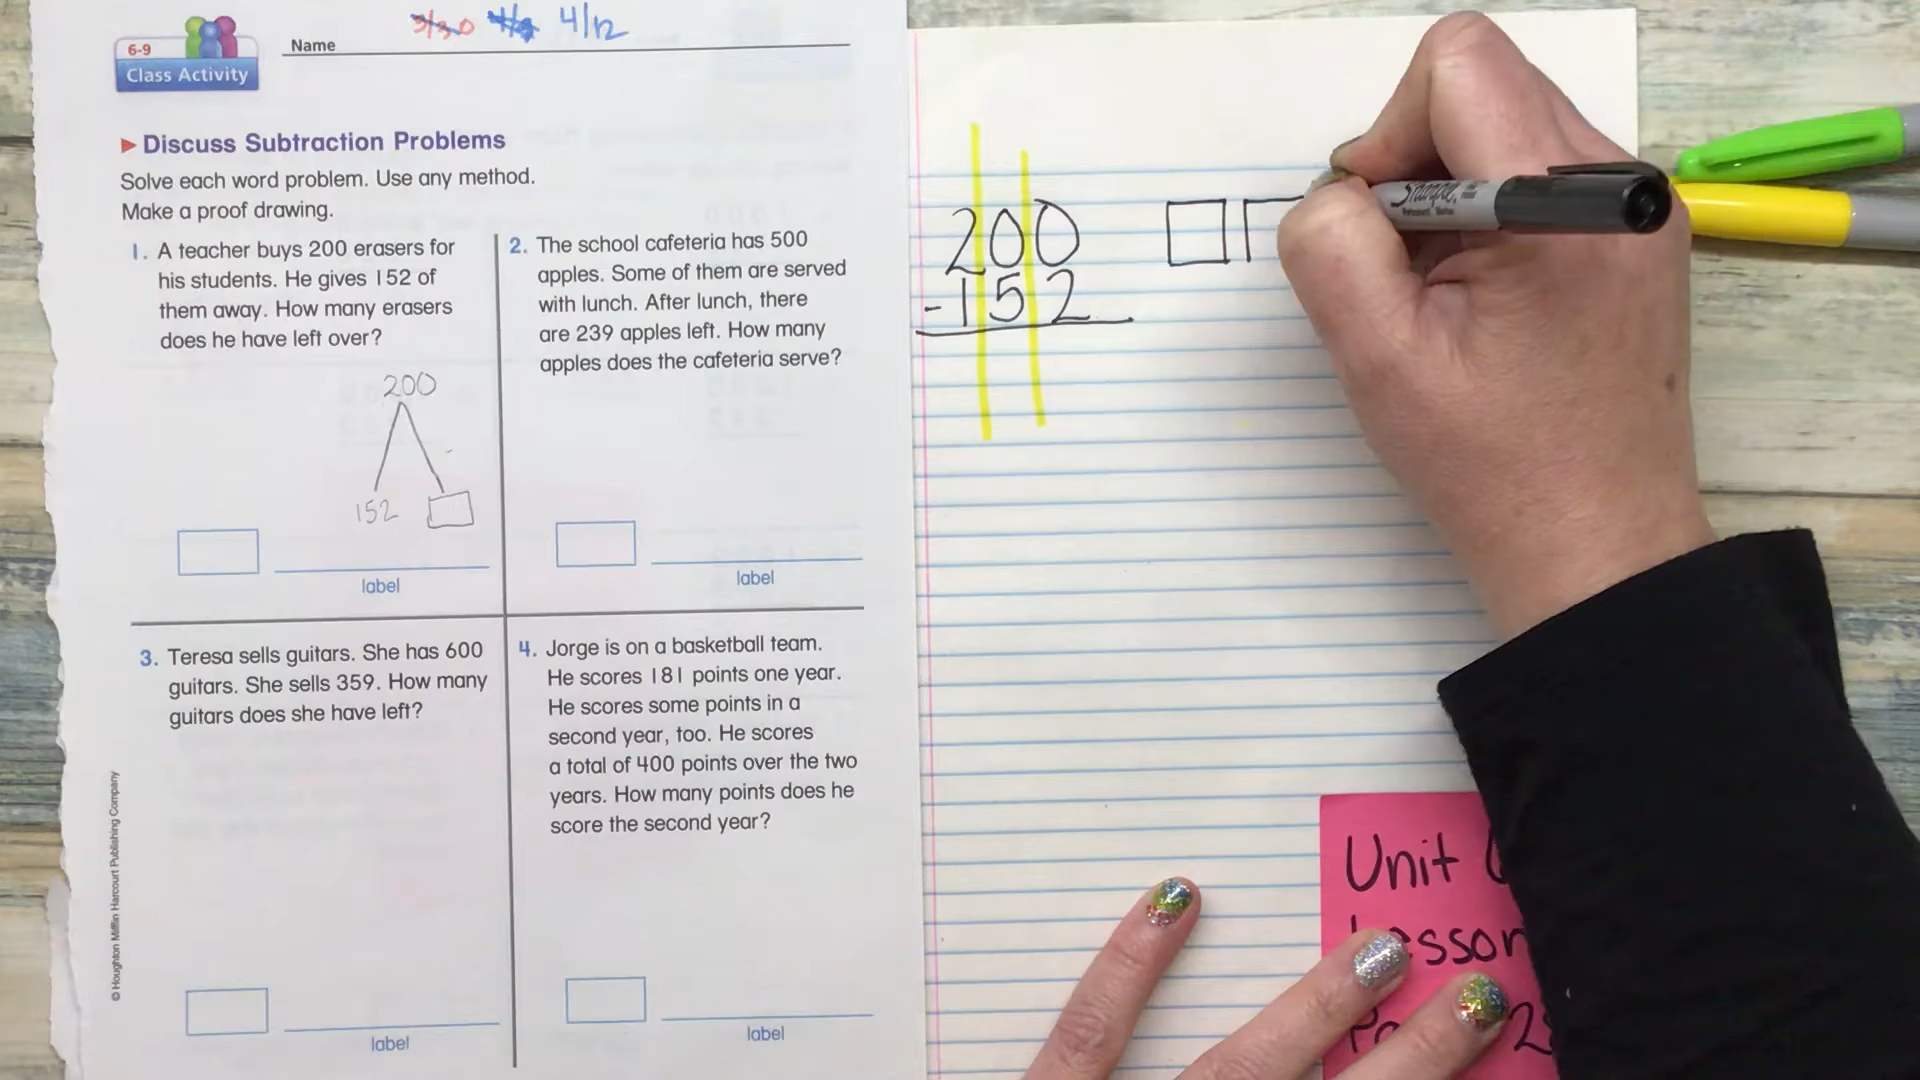 3/30 4/9 4/12
6-9
Class Activity
Name
Discuss Subtraction Problems
Solve each word problem. Use any method.
Make a proof drawing.
1. A teacher buys 200 erasers for
his students. He gives 152 of
them away. How many erasers
does he have left over?
200
152
label
2. The school cafeteria has 500
apples. Some of them are served
with lunch. After lunch, there
are 239 apples left. How many
apples does the cafeteria serve?
label
3. Teresa sells guitars. She has 600
guitars. She sells 359. How many
guitars does she have left?
label
4. Jorge is on a basketball team.
He scores 181 points one year.
He scores some points in a
second year, too. He scores
a total of 400 points over the two
years. How many points does he
score the second year?
label
© Houghton Mifflin Harcourt Publishing Company
200
-152
Sharpie
Unit
Lesson